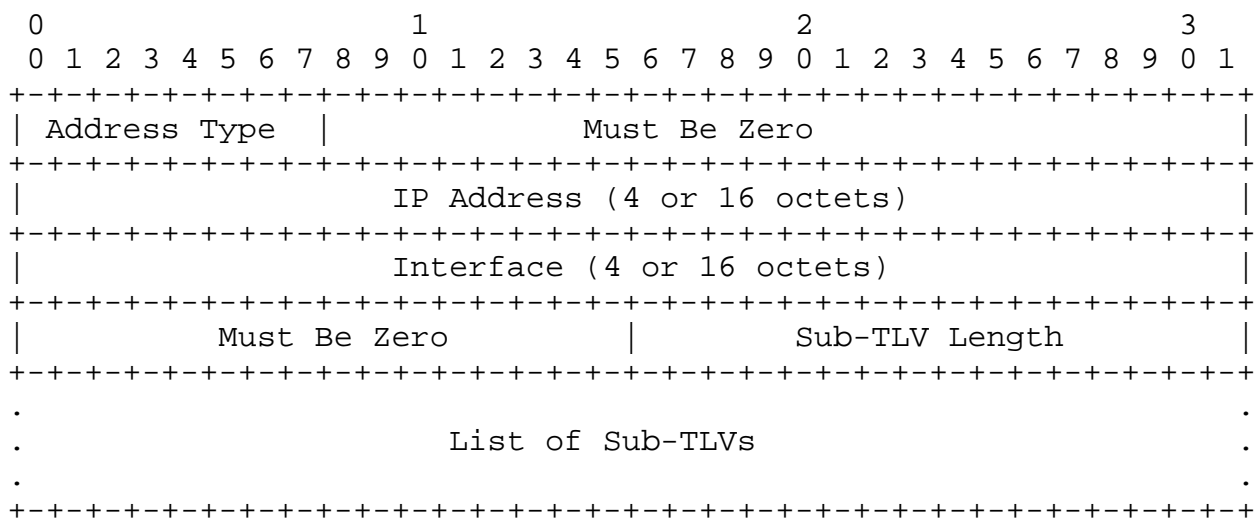 0                   1                   2                   3
0 1 2 3 4 5 6 7 8 9 0 1 2 3 4 5 6 7 8 9 0 1 2 3 4 5 6 7 8 9 0 1
+-+-+-+-+-+-+-+-+-+-+-+-+-+-+-+-+-+-+-+-+-+-+-+-+-+-+-+-+-+-+-+-+
| Address Type  |             Must Be Zero                      |
+-+-+-+-+-+-+-+-+-+-+-+-+-+-+-+-+-+-+-+-+-+-+-+-+-+-+-+-+-+-+-+-+
|                   IP Address (4 or 16 octets)                 |
+-+-+-+-+-+-+-+-+-+-+-+-+-+-+-+-+-+-+-+-+-+-+-+-+-+-+-+-+-+-+-+-+
|                   Interface (4 or 16 octets)                  |
+-+-+-+-+-+-+-+-+-+-+-+-+-+-+-+-+-+-+-+-+-+-+-+-+-+-+-+-+-+-+-+-+
|          Must Be Zero         |        Sub-TLV Length         |
+-+-+-+-+-+-+-+-+-+-+-+-+-+-+-+-+-+-+-+-+-+-+-+-+-+-+-+-+-+-+-+-+
.                                                               .
.                      List of Sub-TLVs                         .
.                                                               .
+-+-+-+-+-+-+-+-+-+-+-+-+-+-+-+-+-+-+-+-+-+-+-+-+-+-+-+-+-+-+-+-+